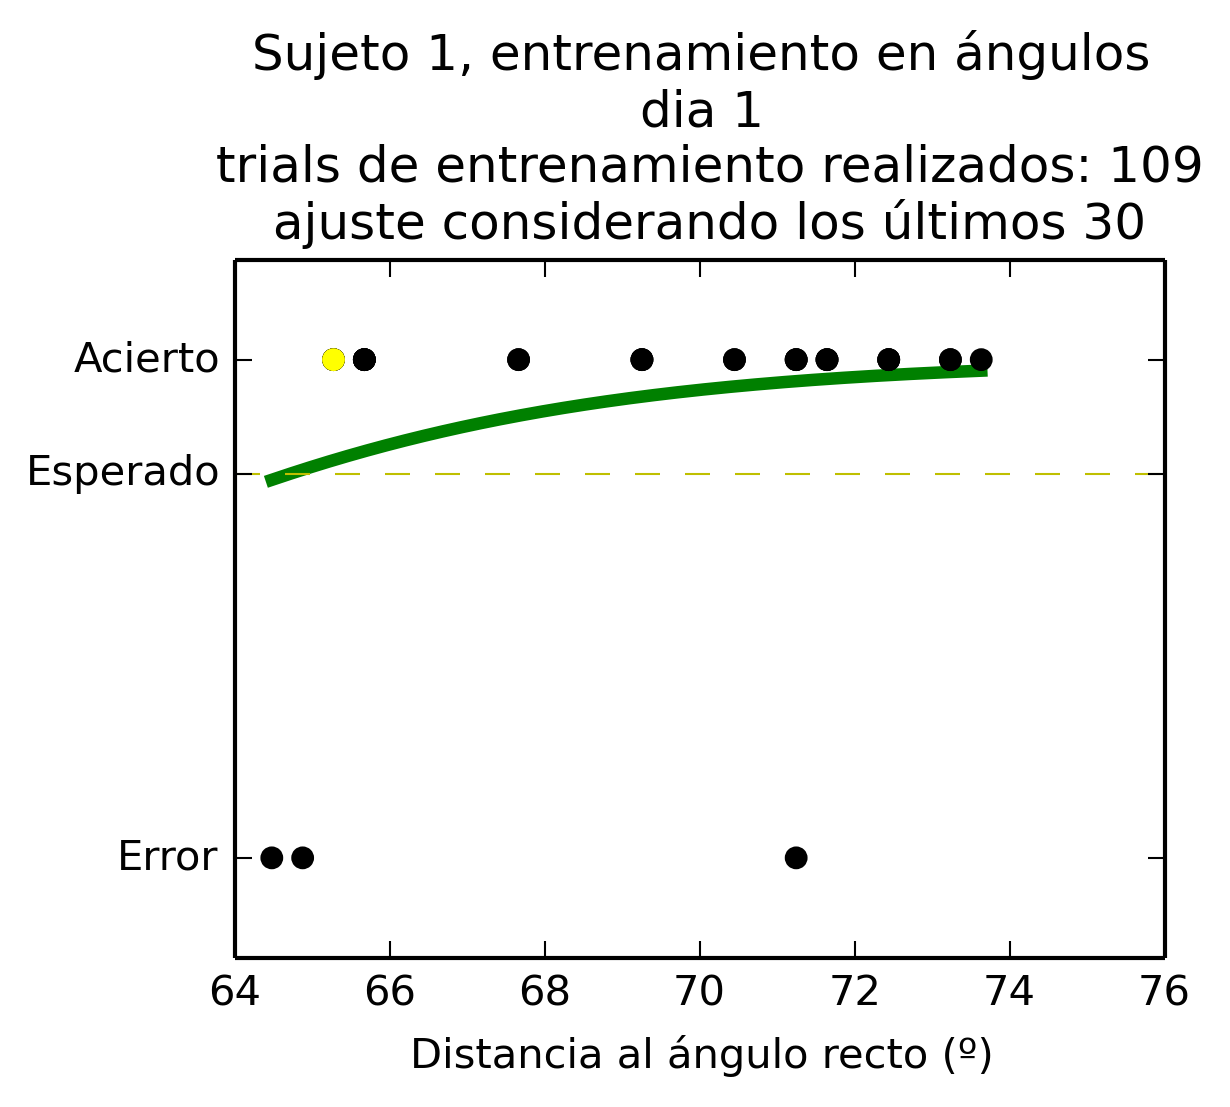 Sujeto 1, entrenamiento en ángulos
dia 1
trials de entrenamiento realizados: 109
ajuste considerando los últimos 30
Acierto
Esperado
Error
64 66 68 70 72 74 76
Distancia al ángulo recto (º)